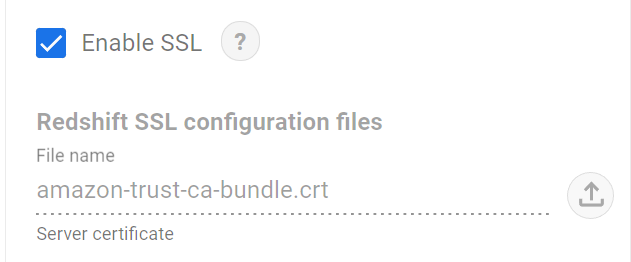 Enable SSL ?
Redshift SSL configuration files
File name
amazon-trust-ca-bundle.crt
Server certificate